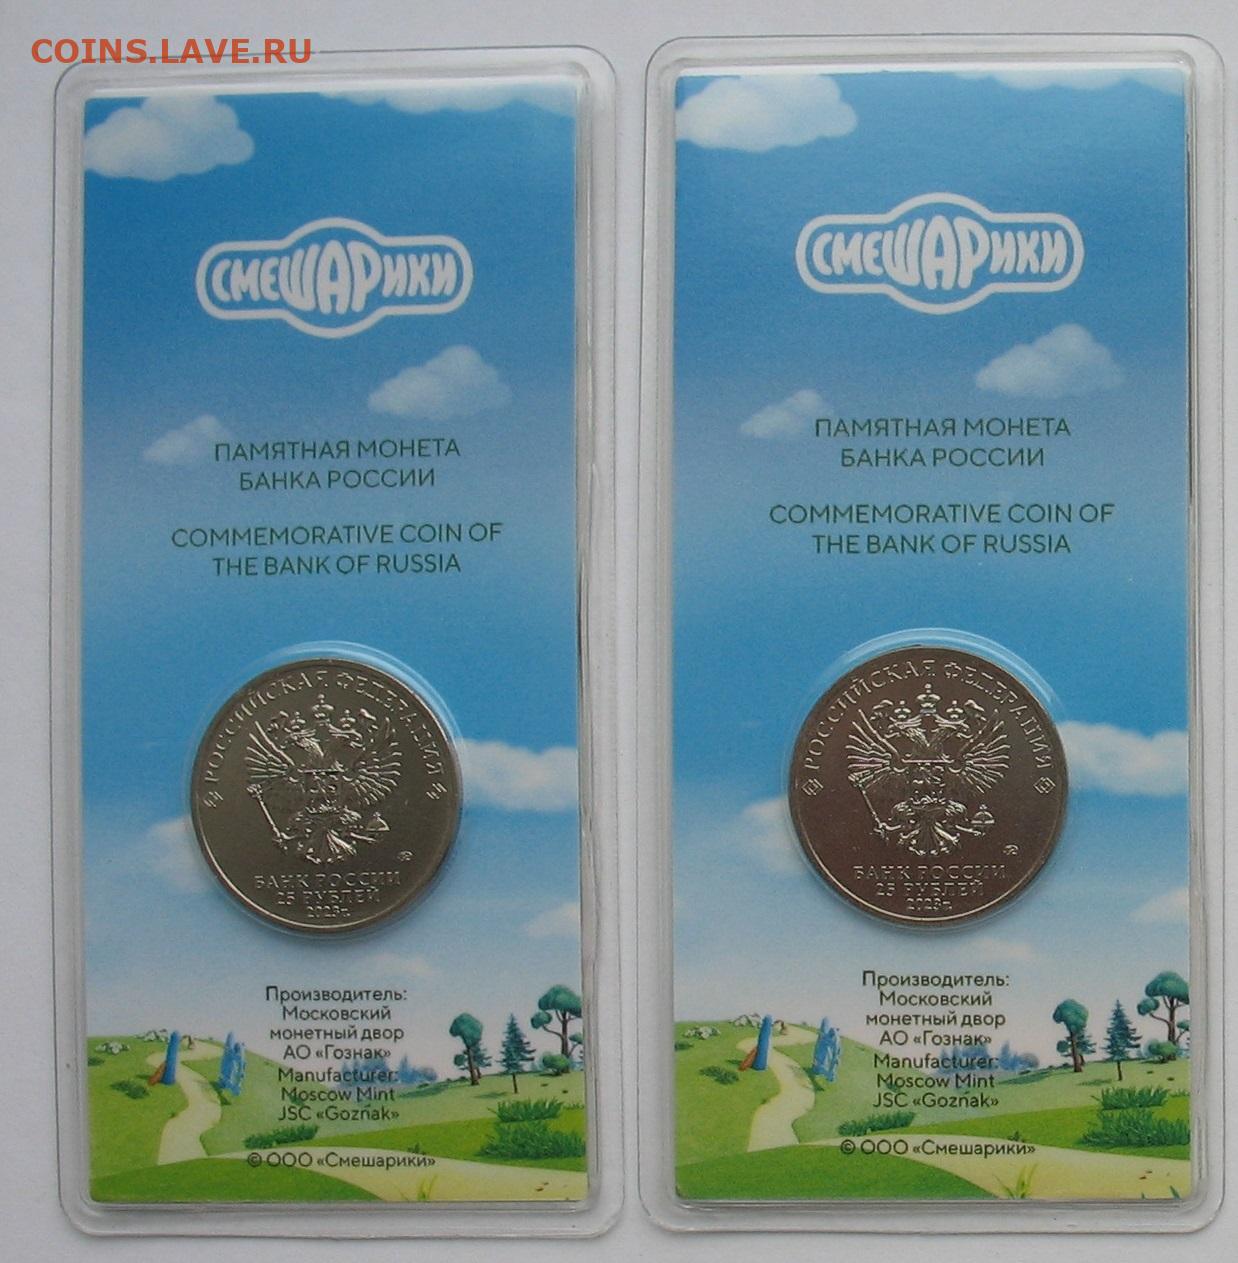 COINS.LAVE.RU
СМЕШАРИКИ
ПАМЯТНАЯ МОНЕТА
БАНКА РОССИИ
COMMEMORATIVE COIN OF
THE BANK OF RUSSIA
РОССИЙСКАЯ ФЕДЕРАЦИЯ
БАНК РОССИИ
25 РУБЛЕЙ
2023г.
Производитель:
Московский
монетный двор
АО «Гознак»
Manufacturer:
Moscow Mint
JSC «Goznak»
© ООО «Смешарики»
СМЕШАРИКИ
ПАМЯТНАЯ МОНЕТА
БАНКА РОССИИ
COMMEMORATIVE COIN OF
THE BANK OF RUSSIA
РОССИЙСКАЯ ФЕДЕРАЦИЯ
БАНК РОССИИ
25 РУБЛЕЙ
2023г.
Производитель:
Московский
монетный двор
АО «Гознак»
Manufacturer:
Moscow Mint
JSC «Goznak»
© ООО «Смешарики»